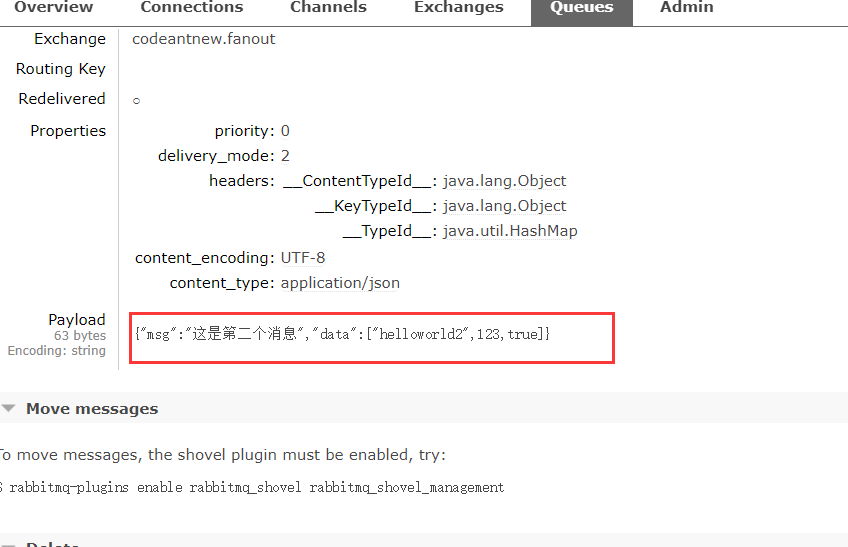 Overview Connections Channels Exchanges Queues Admin
Exchange codeantnew.fanout
Routing Key
Redelivered ○
Properties priority: 0
delivery_mode: 2
headers: __ContentTypeId__: java.lang.Object
__KeyTypeId__: java.lang.Object
__TypeId__: java.util.HashMap
content_encoding: UTF-8
content_type: application/json
Payload
63 bytes
Encoding: string
{"msg":"这是第二个消息","data":["helloworld2",123,true]}
Move messages
To move messages, the shovel plugin must be enabled, try:
$ rabbitmq-plugins enable rabbitmq_shovel rabbitmq_shovel_management
Delete